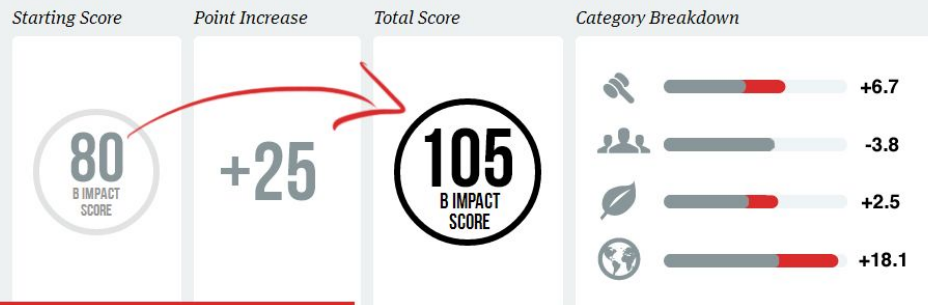 Starting Score
Point Increase
Total Score
Category Breakdown
80
B IMPACT
SCORE
+25
105
B IMPACT
SCORE
+6.7
-3.8
+2.5
+18.1